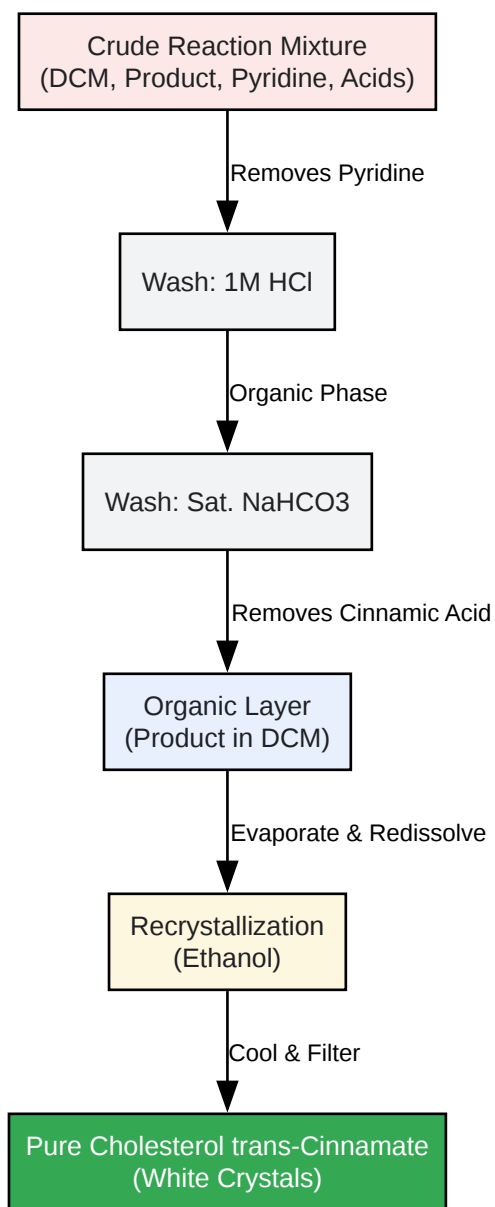 Crude Reaction Mixture
(DCM, Product, Pyridine, Acids)
Removes Pyridine
Wash: 1M HCl
Organic Phase
Wash: Sat. NaHCO3
Removes Cinnamic Acid
Organic Layer
(Product in DCM)
Evaporate & Redissolve
Recrystallization
(Ethanol)
Cool & Filter
Pure Cholesterol trans-Cinnamate
(White Crystals)